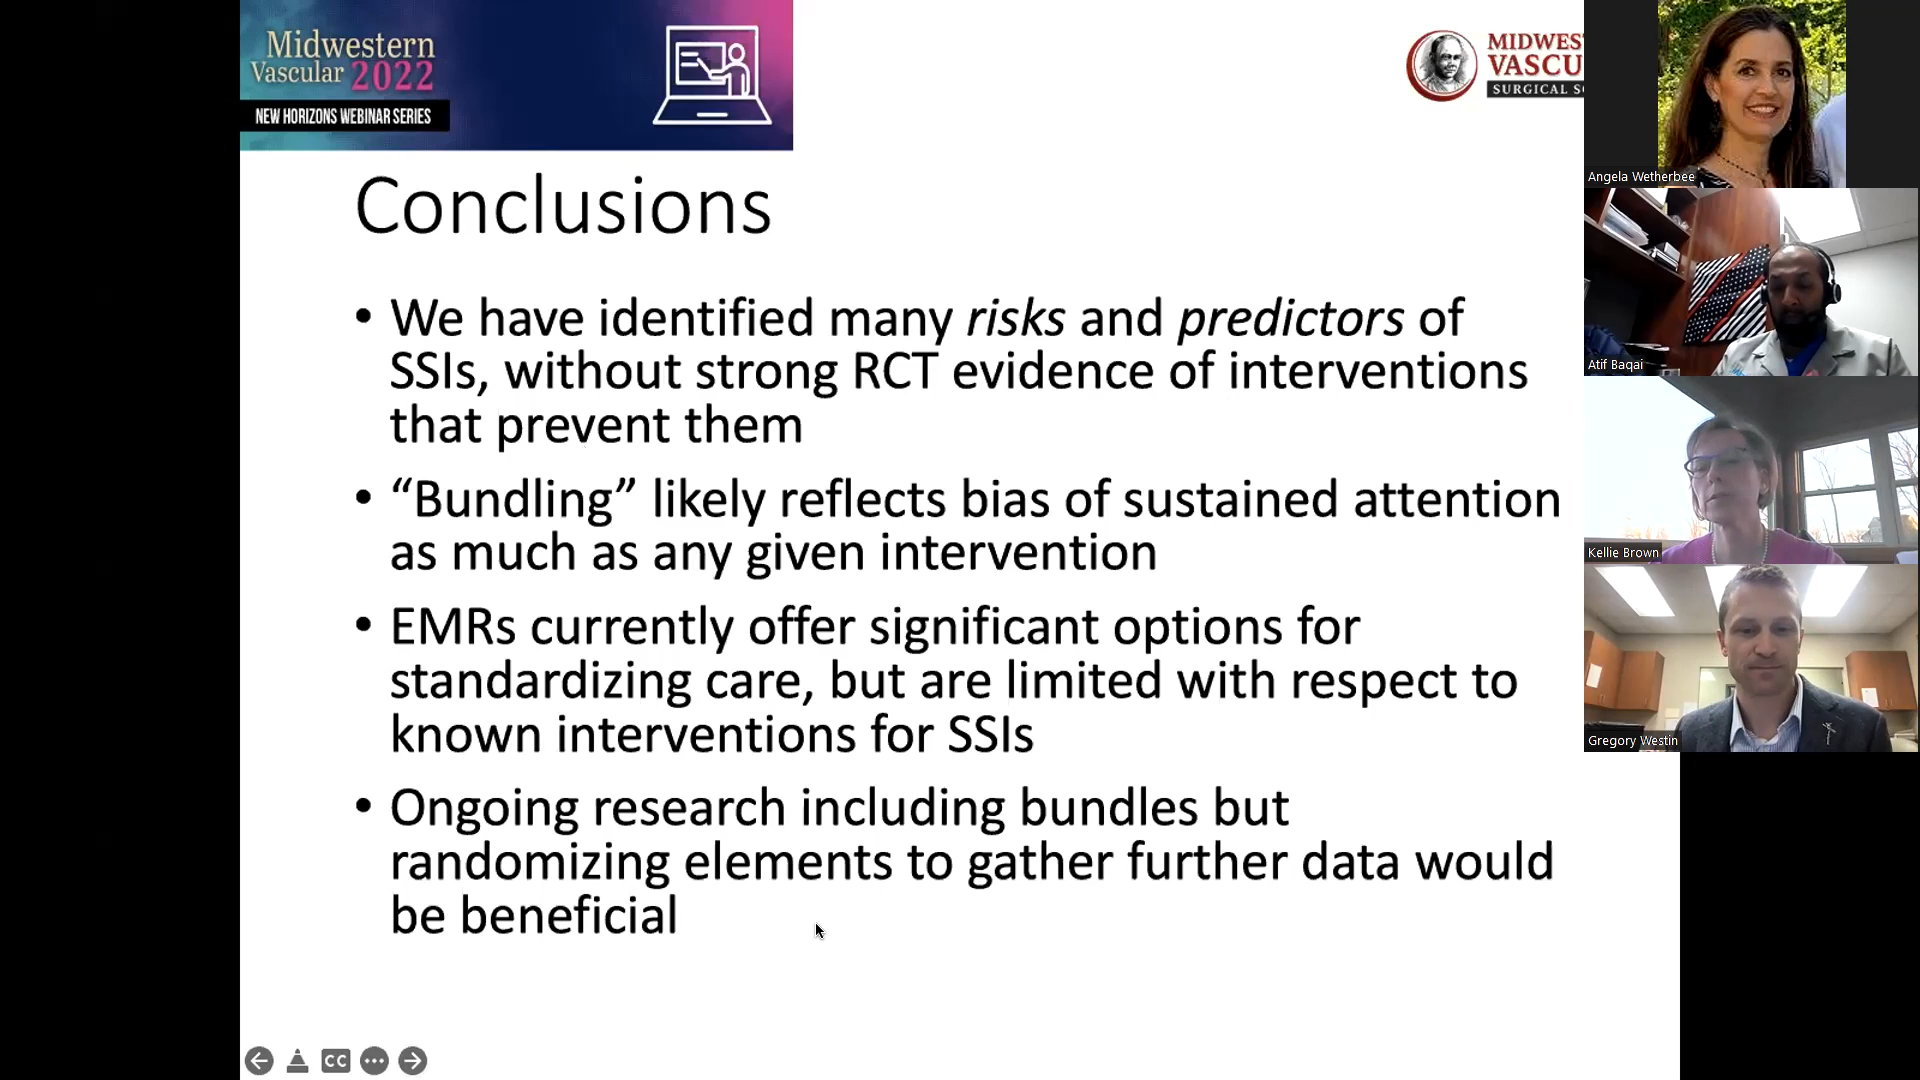 Midwestern
Vascular 2022
NEW HORIZONS WEBINAR SERIES
MIDWES
VASCU
SURGICAL S
Conclusions
• We have identified many risks and predictors of
SSIs, without strong RCT evidence of interventions
that prevent them
• “Bundling” likely reflects bias of sustained attention
as much as any given intervention
• EMRs currently offer significant options for
standardizing care, but are limited with respect to
known interventions for SSIs
• Ongoing research including bundles but
randomizing elements to gather further data would
be beneficial
Angela Wetherbee
Atif Baqai
Kellie Brown
Gregory Westin
CC